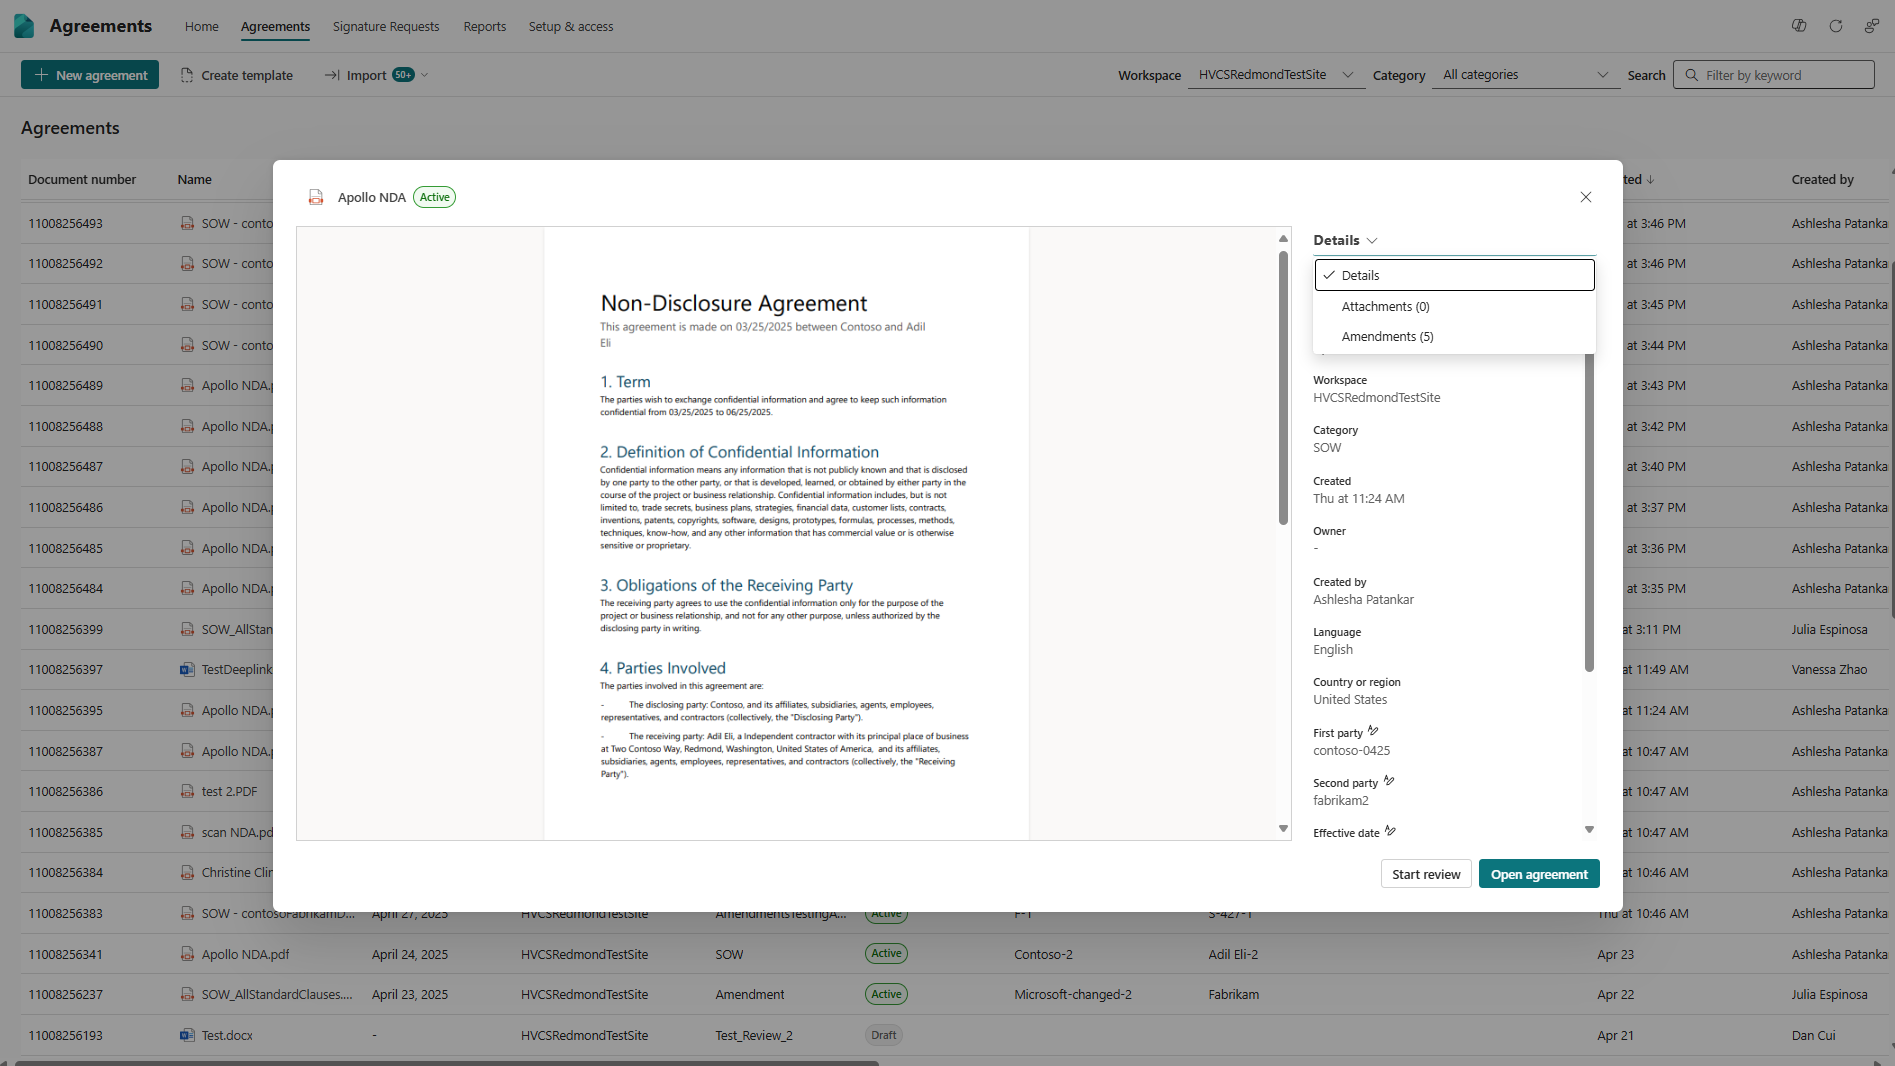 Agreements
Home
Agreements
Signature Requests
Reports
Setup & access
New agreement
Create template
Import 50+
Workspace HVCSRedmondTestSite
Category All categories
Search Filter by keyword
Agreements
Document number Name ted ↓ Created by
11008256493 SOW - conto at 3:46 PM Ashlesha Patanka
11008256492 SOW - conto at 3:46 PM Ashlesha Patanka
11008256491 SOW - conto at 3:45 PM Ashlesha Patanka
11008256490 SOW - conto at 3:44 PM Ashlesha Patanka
11008256489 Apollo NDA.p at 3:43 PM Ashlesha Patanka
11008256488 Apollo NDA.p at 3:42 PM Ashlesha Patanka
11008256487 Apollo NDA.p at 3:40 PM Ashlesha Patanka
11008256486 Apollo NDA.p at 3:37 PM Ashlesha Patanka
11008256485 Apollo NDA.p at 3:36 PM Ashlesha Patanka
11008256484 Apollo NDA.p at 3:35 PM Ashlesha Patanka
11008256399 SOW_AllStan at 3:11 PM Julia Espinosa
11008256397 TestDeeplink at 11:49 AM Vanessa Zhao
11008256395 Apollo NDA.p at 11:24 AM Ashlesha Patanka
11008256387 Apollo NDA.p at 10:47 AM Ashlesha Patanka
11008256386 test 2.PDF at 10:47 AM Ashlesha Patanka
11008256385 scan NDA.pd at 10:47 AM Ashlesha Patanka
11008256384 Christine Clin at 10:46 AM Ashlesha Patanka
11008256383 SOW - contosoFabrikamD... April 27, 2025 HVCSRedmondTestSite AmendmentsTestingA... Active F-1 S-427-1 Thu at 10:46 AM Ashlesha Patanka
11008256341 Apollo NDA.pdf April 24, 2025 HVCSRedmondTestSite SOW Active Contoso-2 Adil Eli-2 Apr 23 Ashlesha Patanka
11008256237 SOW_AllStandardClauses.... April 23, 2025 HVCSRedmondTestSite Amendment Active Microsoft-changed-2 Fabrikam Apr 22 Julia Espinosa
11008256193 Test.docx - HVCSRedmondTestSite Test_Review_2 Draft Apr 21 Dan Cui
Apollo NDA Active
Non-Disclosure Agreement
This agreement is made on 03/25/2025 between Contoso and Adil
Eli
1. Term
The parties wish to exchange confidential information and agree to keep such information
confidential from 03/25/2025 to 06/25/2025.
2. Definition of Confidential Information
Confidential information means any information that is not publicly known and that is disclosed
by one party to the other party, or that is developed, learned, or obtained by either party in the
course of the project or business relationship. Confidential information includes, but is not
limited to, trade secrets, business plans, strategies, financial data, customer lists, contracts,
inventions, patents, copyrights, software, designs, prototypes, formulas, processes, methods,
techniques, know-how, and any other information that has commercial value or is otherwise
sensitive or proprietary.
3. Obligations of the Receiving Party
The receiving party agrees to use the confidential information only for the purpose of the
project or business relationship, and not for any other purpose, unless authorized by the
disclosing party in writing.
4. Parties Involved
The parties involved in this agreement are:
- The disclosing party: Contoso, and its affiliates, subsidiaries, agents, employees,
representatives, and contractors (collectively, the "Disclosing Party").
- The receiving party: Adil Eli, a Independent contractor with its principal place of business
at Two Contoso Way, Redmond, Washington, United States of America, and its affiliates,
subsidiaries, agents, employees, representatives, and contractors (collectively, the "Receiving
Party").
Details
Details
Attachments (0)
Amendments (5)
Workspace
HVCSRedmondTestSite
Category
SOW
Created
Thu at 11:24 AM
Owner
-
Created by
Ashlesha Patankar
Language
English
Country or region
United States
First party
contoso-0425
Second party
fabrikam2
Effective date
Start review
Open agreement